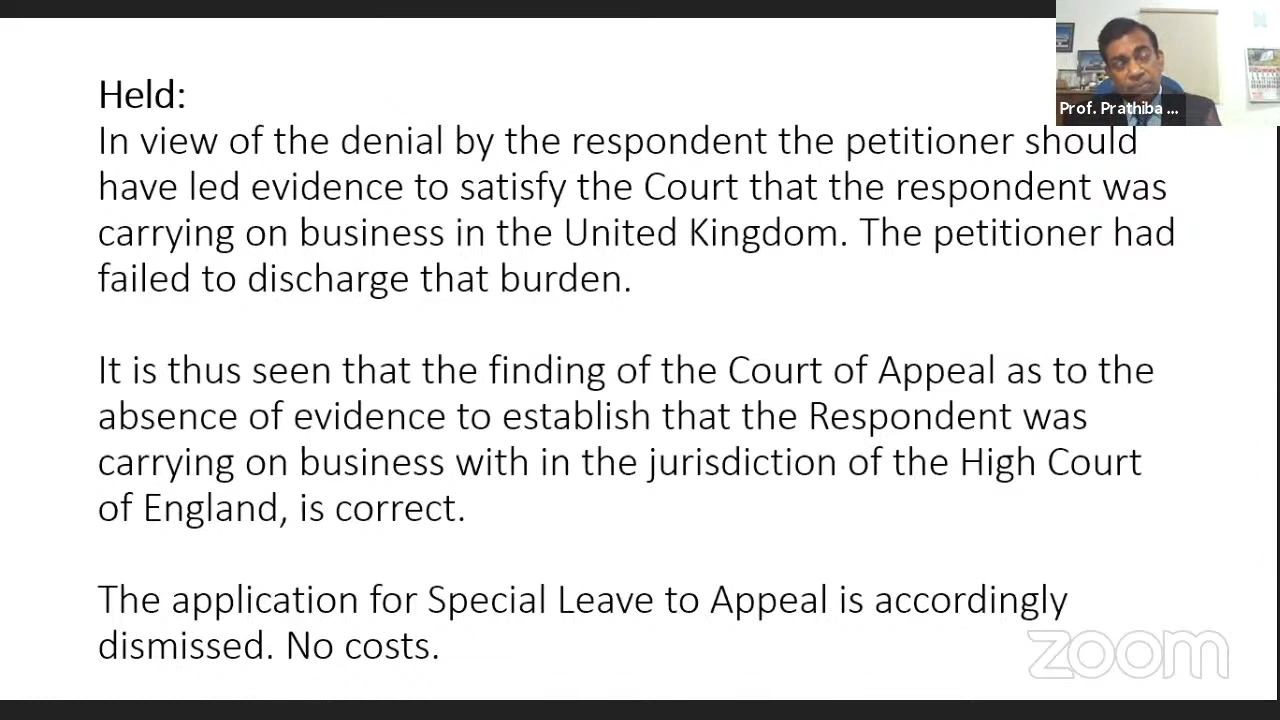 Held:
Prof. Prathiba ...
In view of the denial by the respondent the petitioner should
have led evidence to satisfy the Court that the respondent was
carrying on business in the United Kingdom. The petitioner had
failed to discharge that burden.
It is thus seen that the finding of the Court of Appeal as to the
absence of evidence to establish that the Respondent was
carrying on business with in the jurisdiction of the High Court
of England, is correct.
The application for Special Leave to Appeal is accordingly
dismissed. No costs.
zoom